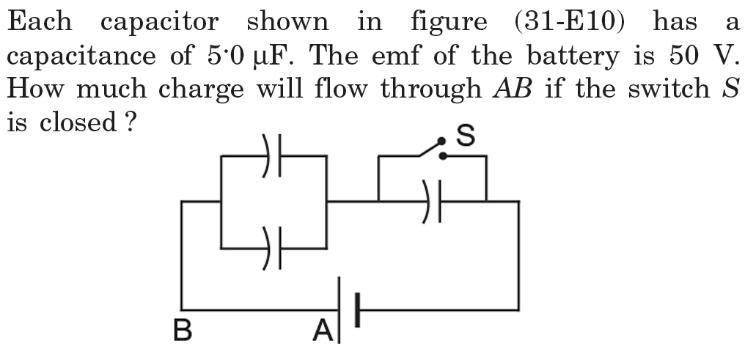 Each capacitor shown in figure (31-E10) has a
capacitance of 5·0 µF. The emf of the battery is 50 V.
How much charge will flow through AB if the switch S
is closed ?
S
B
A